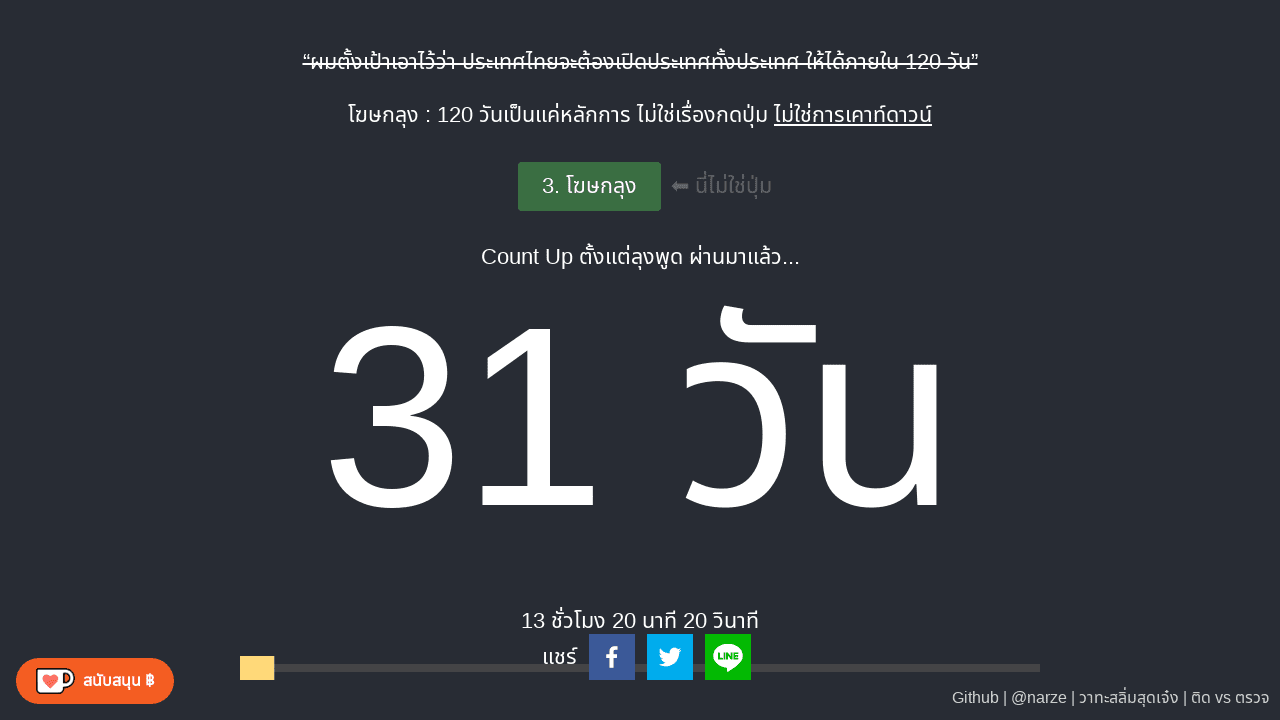 “ผมตั้งเป้าเอาไว้ว่า ประเทศไทยจะต้องเปิดประเทศทั้งประเทศ ให้ได้ภายใน 120 วัน”
โฆษกลุง : 120 วันเป็นแค่หลักการ ไม่ใช่เรื่องกดปุ่ม ไม่ใช่การเคาท์ดาวน์
3. โฆษกลุง ⬅ นี่ไม่ใช่ปุ่ม
Count Up ตั้งแต่ลุงพูด ผ่านมาแล้ว...
31 วัน
13 ชั่วโมง 20 นาที 20 วินาที
แชร์
LINE
สนับสนุน ฿
Github | @narze | วาทะสลิ่มสุดเจ๋ง | ติด vs ตรวจ